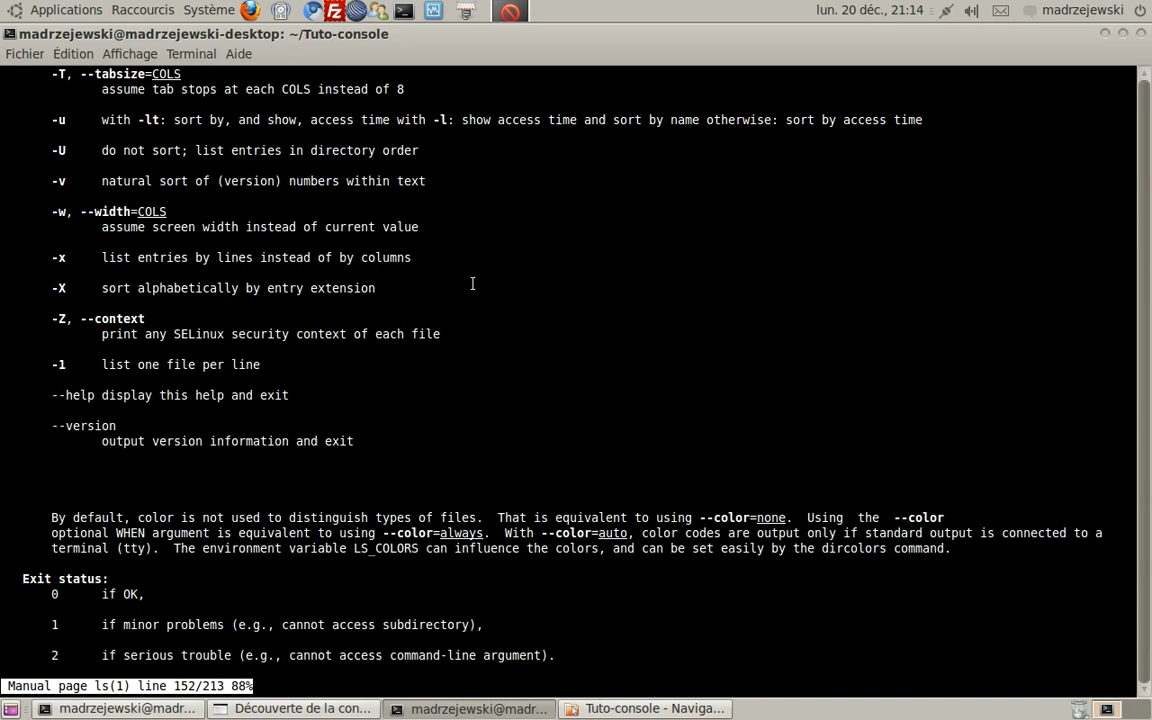 Applications Raccourcis Système lun. 20 déc., 21:14 madrzejewski
madrzejewski@madrzejewski-desktop: ~/Tuto-console
Fichier Édition Affichage Terminal Aide
-T, --tabsize=COLS
assume tab stops at each COLS instead of 8
-u with -lt: sort by, and show, access time with -l: show access time and sort by name otherwise: sort by access time
-U do not sort; list entries in directory order
-v natural sort of (version) numbers within text
-w, --width=COLS
assume screen width instead of current value
-x list entries by lines instead of by columns
-X sort alphabetically by entry extension
-Z, --context
print any SELinux security context of each file
-1 list one file per line
--help display this help and exit
--version
output version information and exit
By default, color is not used to distinguish types of files. That is equivalent to using --color=none. Using the --color
optional WHEN argument is equivalent to using --color=always. With --color=auto, color codes are output only if standard output is connected to a
terminal (tty). The environment variable LS_COLORS can influence the colors, and can be set easily by the dircolors command.
Exit status:
0 if OK,
1 if minor problems (e.g., cannot access subdirectory),
2 if serious trouble (e.g., cannot access command-line argument).
Manual page ls(1) line 152/213 88%
madrzejewski@madr... Découverte de la con... madrzejewski@madr... Tuto-console - Naviga...